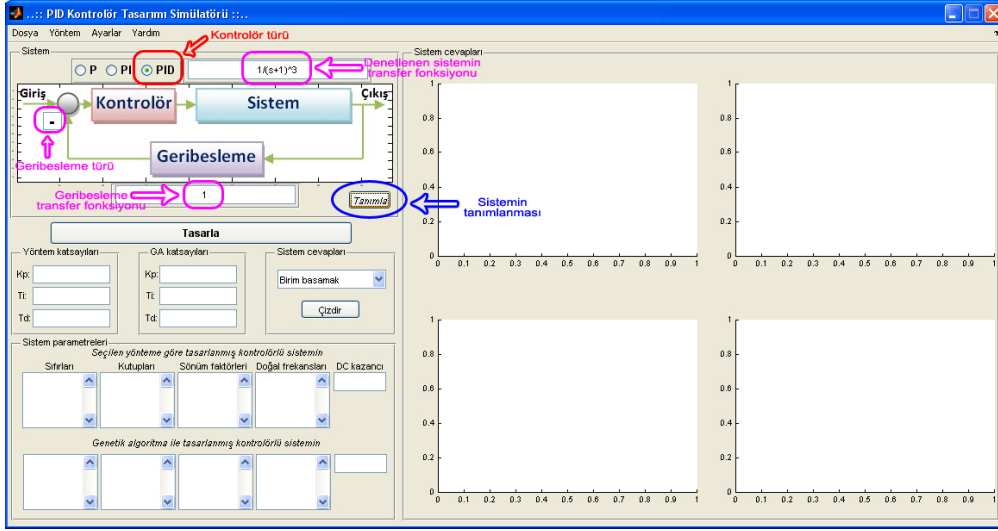 ..:: PID Kontrolör Tasarımı Simülatörü ::..
Dosya Yöntem Ayarlar Yardım
Kontrolör türü
Sistem
P PI PID
1/(s+1)^3
Denetlenen sistemin
transfer fonksiyonu
Giriş
Kontrolör
Sistem
Çıkış
-
Geribesleme
Geribesleme türü
Geribesleme
transfer fonksiyonu
1
Tanımla
Sistemin
tanımlanması
Tasarla
Yöntem katsayıları
Kp:
Ti:
Td:
GA katsayıları
Kp:
Ti:
Td:
Sistem cevapları
Birim basamak
Çizdir
Sistem parametreleri
Seçilen yönteme göre tasarlanmış kontrolörlü sistemin
Sıfırları Kutupları Sönüm faktörleri Doğal frekansları DC kazancı
Genetik algoritma ile tasarlanmış kontrolörlü sistemin
Sistem cevapları
1
0.8
0.6
0.4
0.2
0
0 0.1 0.2 0.3 0.4 0.5 0.6 0.7 0.8 0.9 1
1
0.8
0.6
0.4
0.2
0
0 0.1 0.2 0.3 0.4 0.5 0.6 0.7 0.8 0.9 1
1
0.8
0.6
0.4
0.2
0
0 0.1 0.2 0.3 0.4 0.5 0.6 0.7 0.8 0.9 1
1
0.8
0.6
0.4
0.2
0
0 0.1 0.2 0.3 0.4 0.5 0.6 0.7 0.8 0.9 1